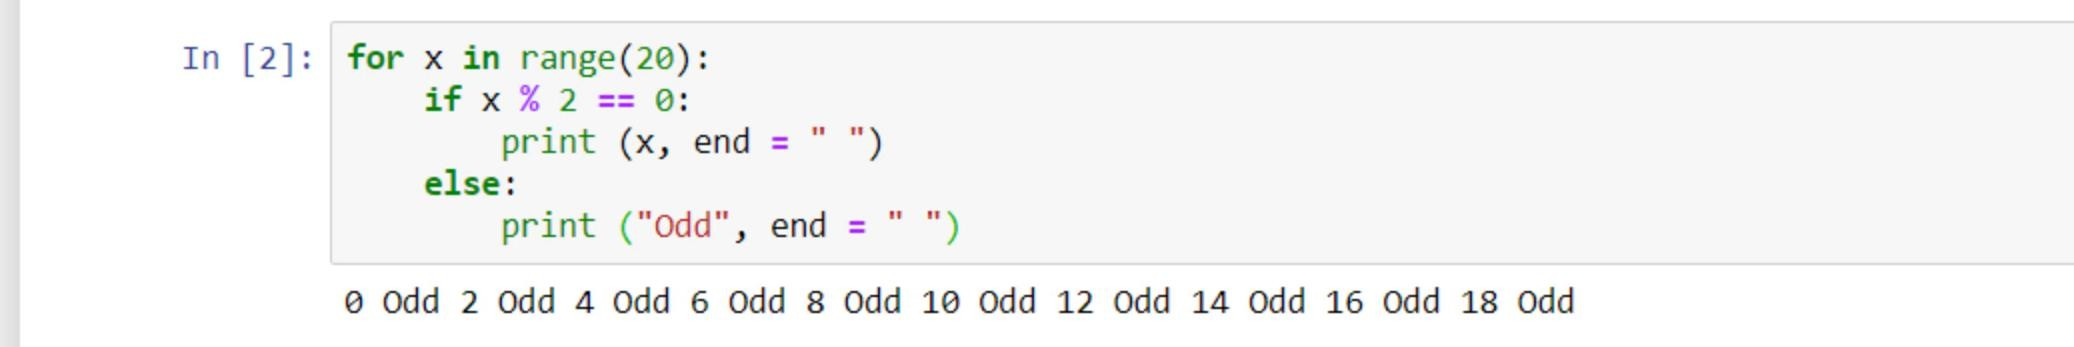 In [2]: for x in range(20):
    if x % 2 == 0:
        print (x, end = " ")
    else:
        print ("Odd", end = " ")
0 Odd 2 Odd 4 Odd 6 Odd 8 Odd 10 Odd 12 Odd 14 Odd 16 Odd 18 Odd